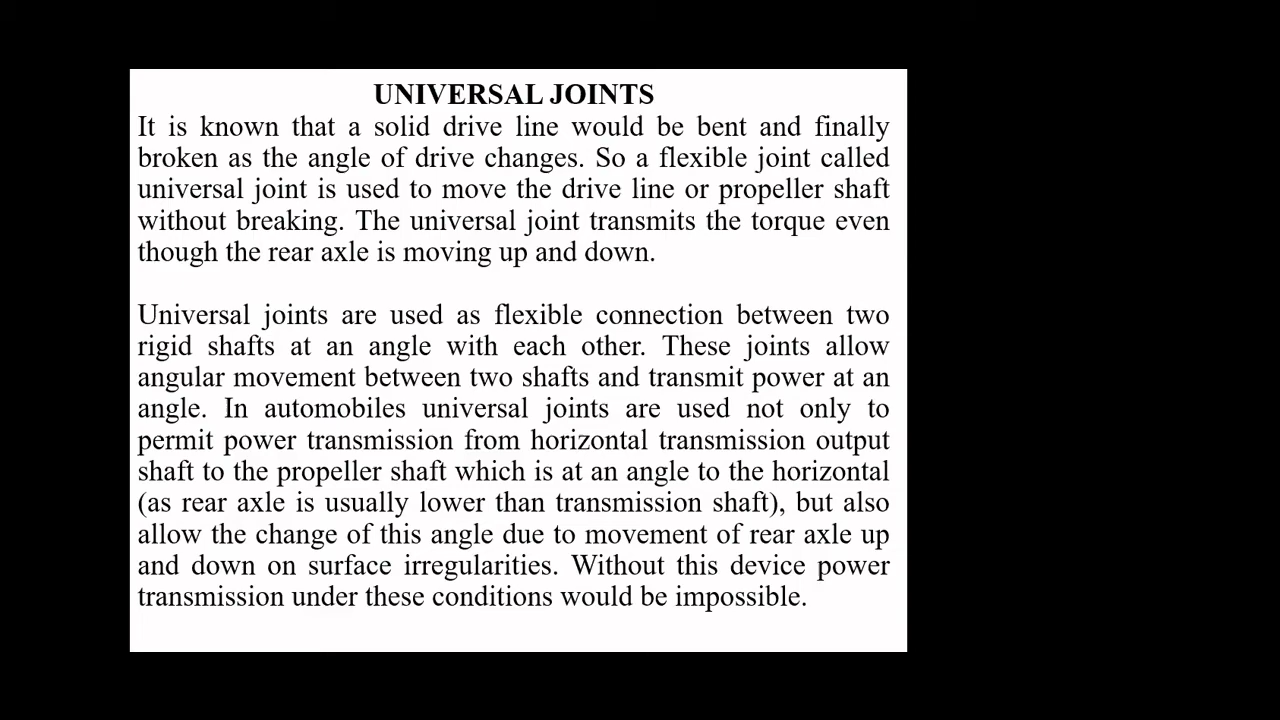 UNIVERSAL JOINTS
It is known that a solid drive line would be bent and finally
broken as the angle of drive changes. So a flexible joint called
universal joint is used to move the drive line or propeller shaft
without breaking. The universal joint transmits the torque even
though the rear axle is moving up and down.
Universal joints are used as flexible connection between two
rigid shafts at an angle with each other. These joints allow
angular movement between two shafts and transmit power at an
angle. In automobiles universal joints are used not only to
permit power transmission from horizontal transmission output
shaft to the propeller shaft which is at an angle to the horizontal
(as rear axle is usually lower than transmission shaft), but also
allow the change of this angle due to movement of rear axle up
and down on surface irregularities. Without this device power
transmission under these conditions would be impossible.